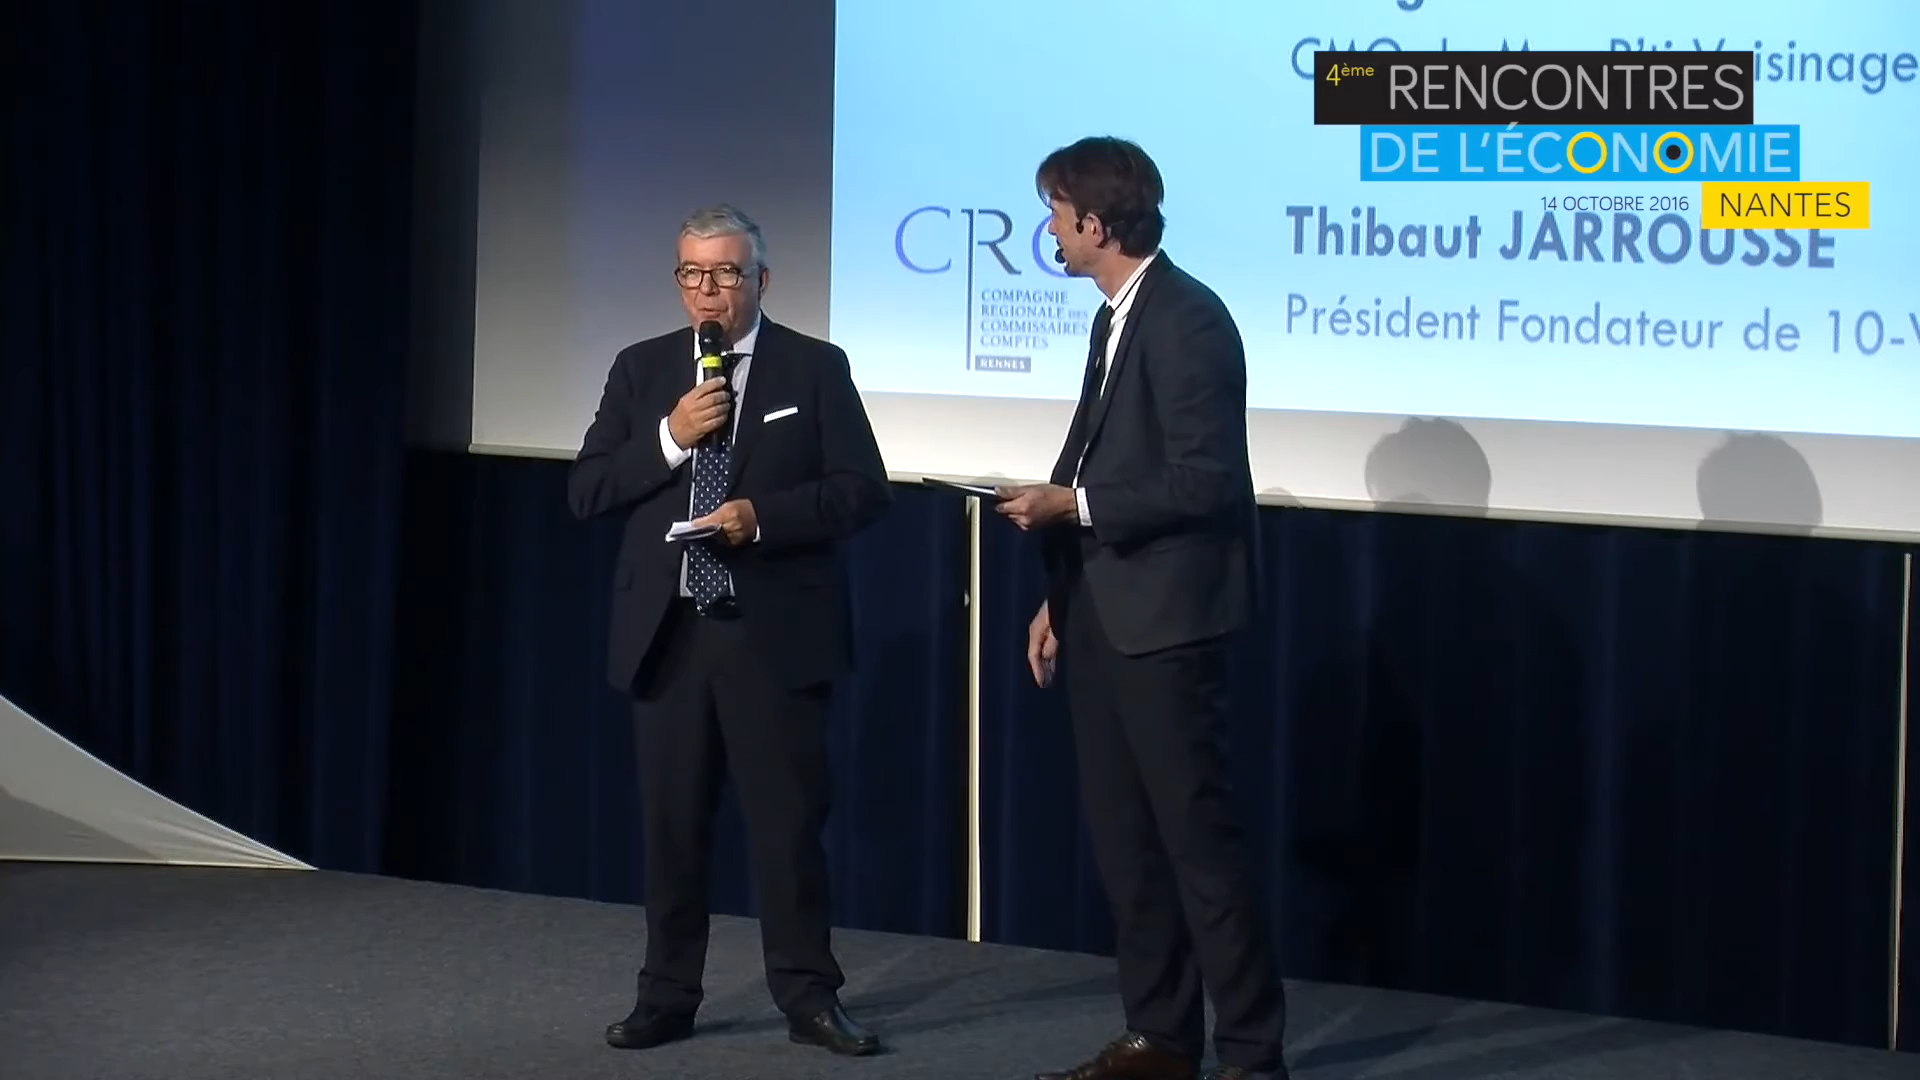 4ème RENCONTRES
DE L'ÉCONOMIE
14 OCTOBRE 2016 NANTES
isinage
Thibaut JARROUSSE
Président Fondateur de 10-
CRC
COMPAGNIE
RÉGIONALE DES
COMMISSAIRES
COMPTES
RENNES